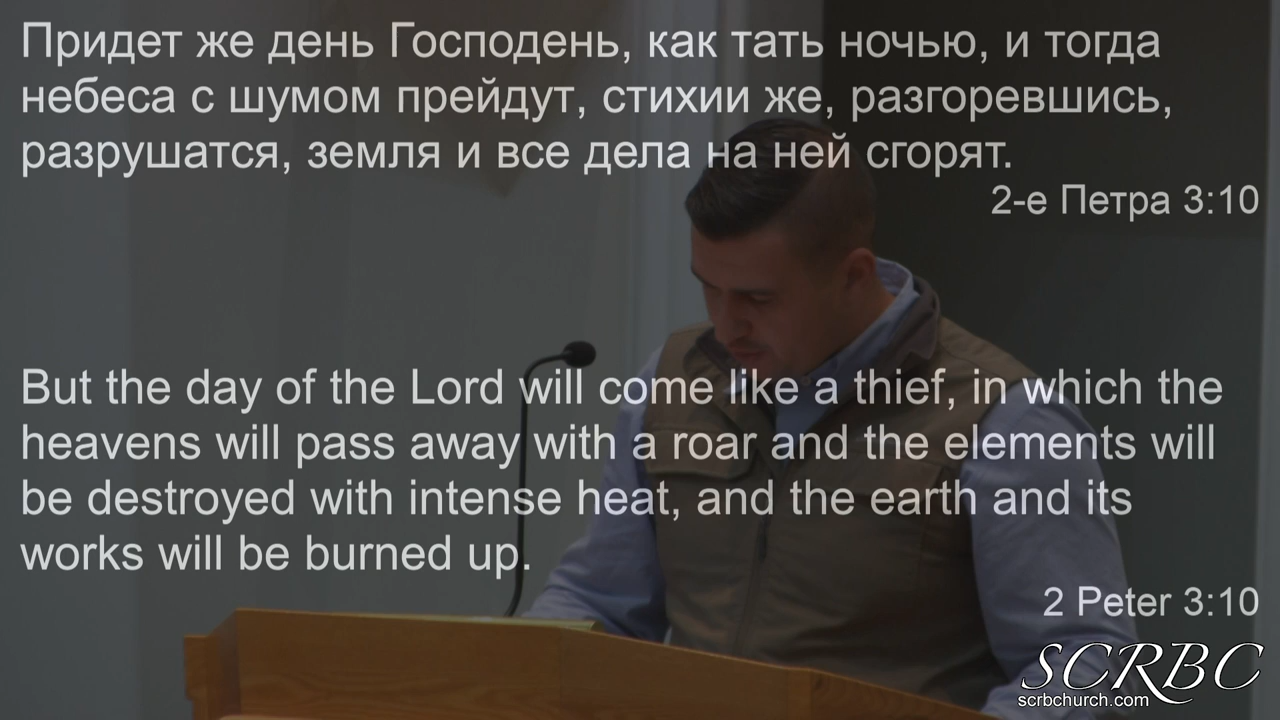 Придет же день Господень, как тать ночью, и тогда
небеса с шумом прейдут, стихии же, разгоревшись,
разрушатся, земля и все дела на ней сгорят.
2-е Петра 3:10
But the day of the Lord will come like a thief, in which the
heavens will pass away with a roar and the elements will
be destroyed with intense heat, and the earth and its
works will be burned up.
2 Peter 3:10
SCRBC
scrbchurch.com